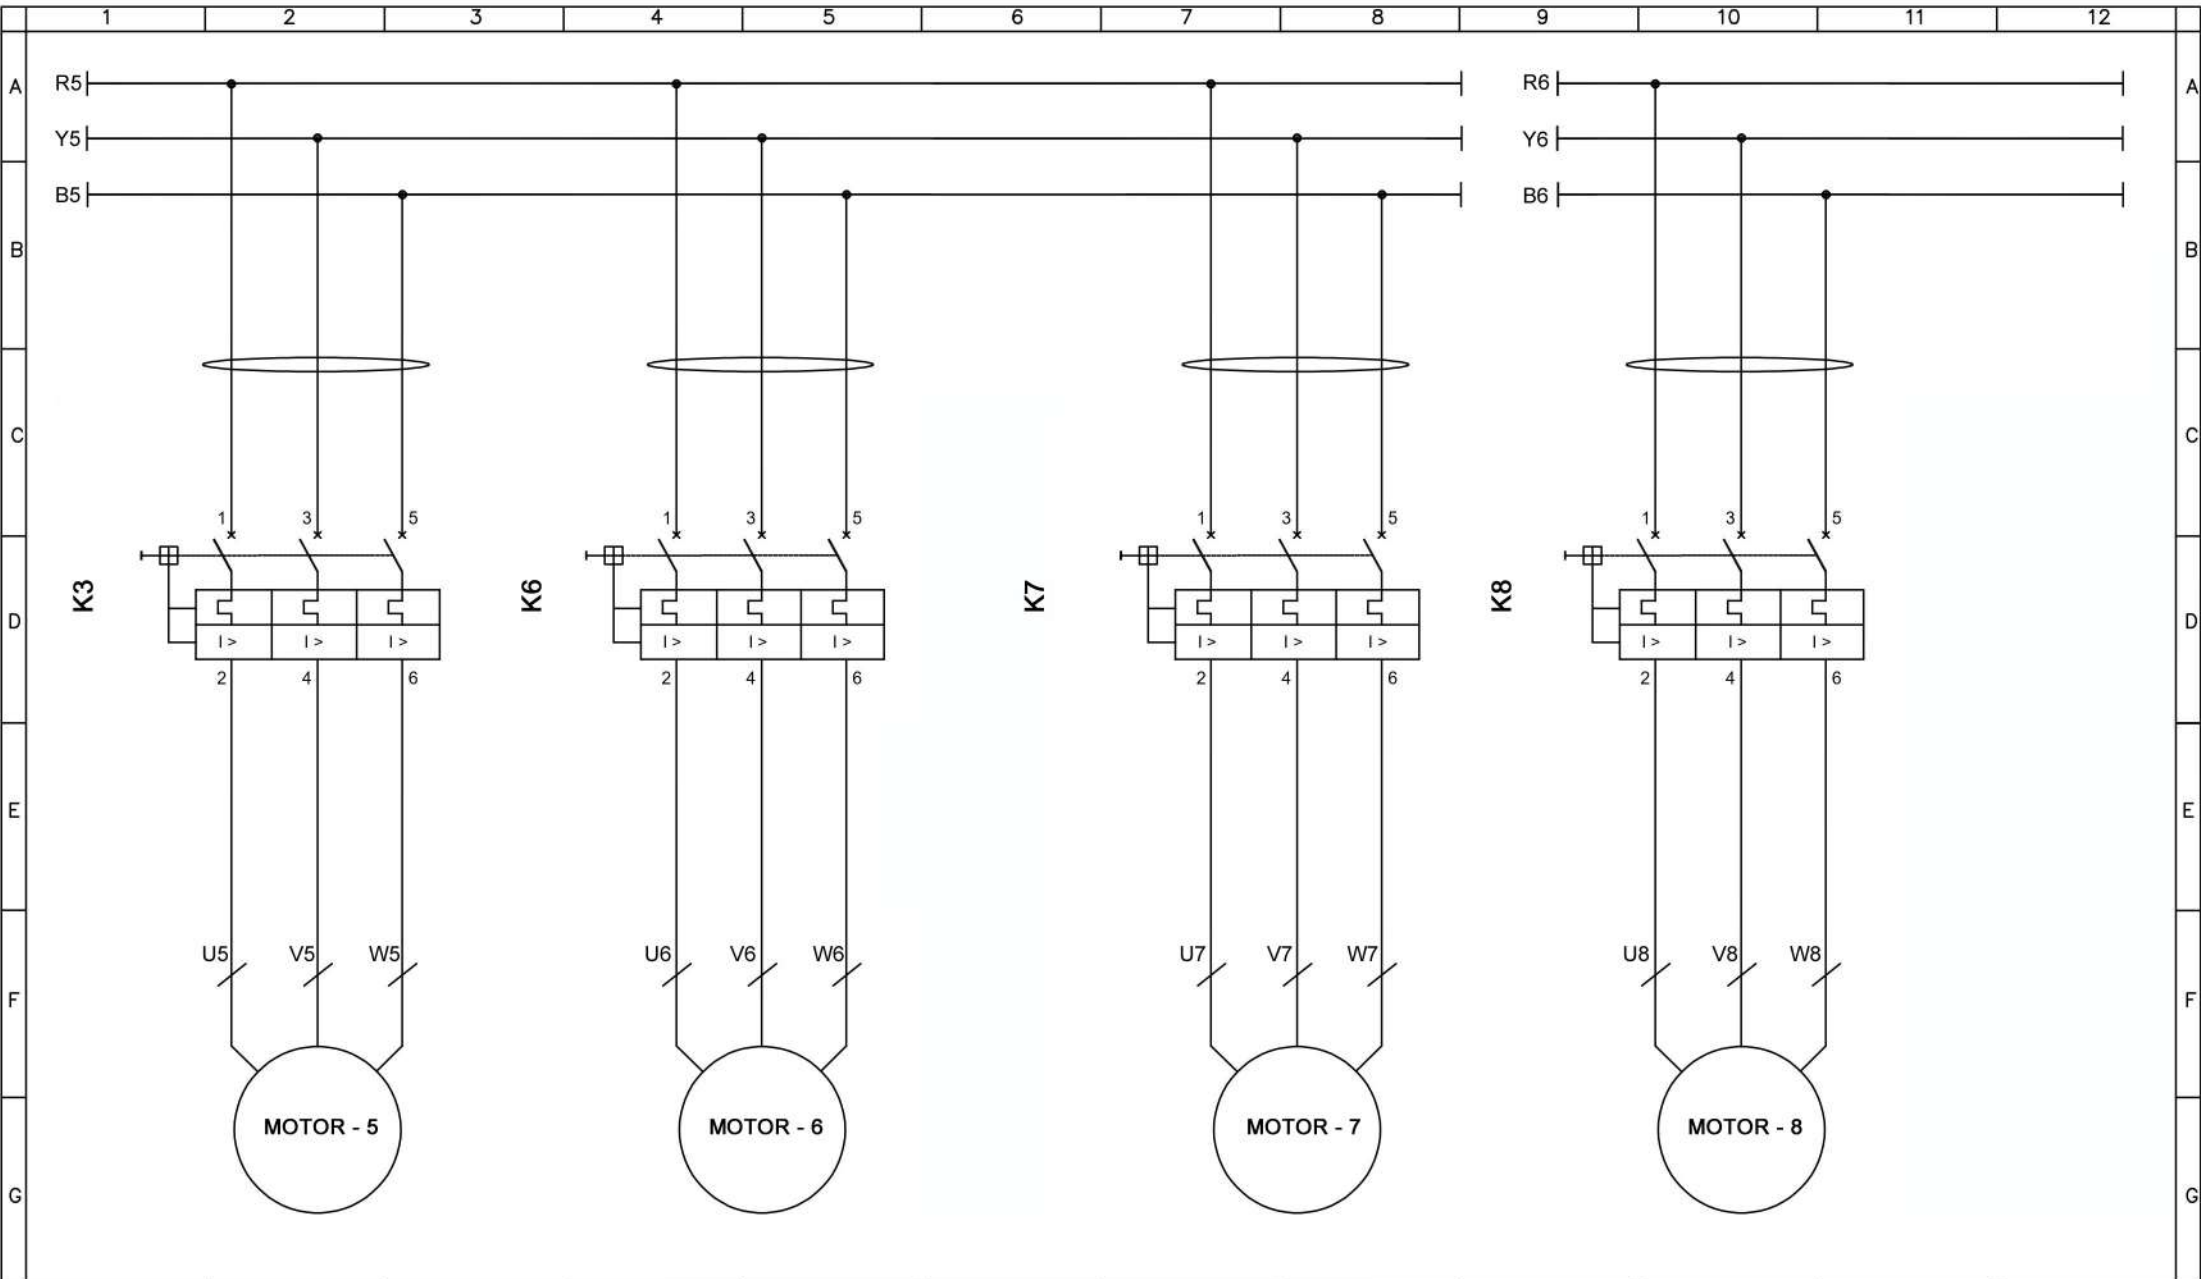 1 2 3 4 5 6 7 8 9 10 11 12
A R5 R6 A
Y5 Y6
B5 B6
B B
C C
1 3 5 1 3 5 1 3 5 1 3 5
K3 K6 K7 K8
D D
I > I > I > I > I > I > I > I > I > I > I > I >
2 4 6 2 4 6 2 4 6 2 4 6
E E
U5 V5 W5 U6 V6 W6 U7 V7 W7 U8 V8 W8
F F
MOTOR - 5 MOTOR - 6 MOTOR - 7 MOTOR - 8
G G